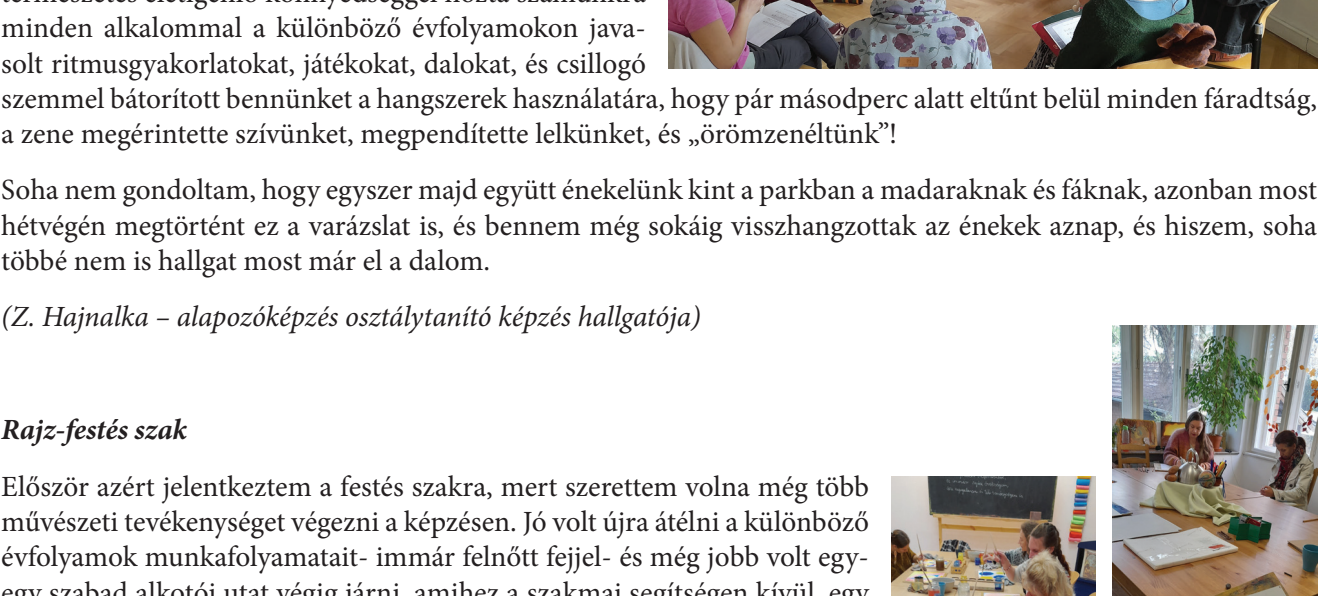 természetes életigenlő könnyedséggel hozta számunkra
minden alkalommal a különböző évfolyamokon java-
solt ritmusgyakorlatokat, játékokat, dalokat, és csillogó
szemmel bátorított bennünket a hangszerek használatára, hogy pár másodperc alatt eltűnt belül minden fáradtság,
a zene megérintette szívünket, megpendítette lelkünket, és „örömzenéltünk”!
Soha nem gondoltam, hogy egyszer majd együtt énekelünk kint a parkban a madaraknak és fáknak, azonban most
hétvégén megtörtént ez a varázslat is, és bennem még sokáig visszhangzottak az énekek aznap, és hiszem, soha
többé nem is hallgat most már el a dalom.
(Z. Hajnalka – alapozóképzés osztálytanító képzés hallgatója)
Rajz-festés szak
Először azért jelentkeztem a festés szakra, mert szerettem volna még több
művészeti tevékenységet végezni a képzésen. Jó volt újra átélni a különböző
évfolyamok munkafolyamatait- immár felnőtt fejjel- és még jobb volt egy-
egy szabad alkotói utat végig járni, amihez a szakmai segítségen kívül, egy